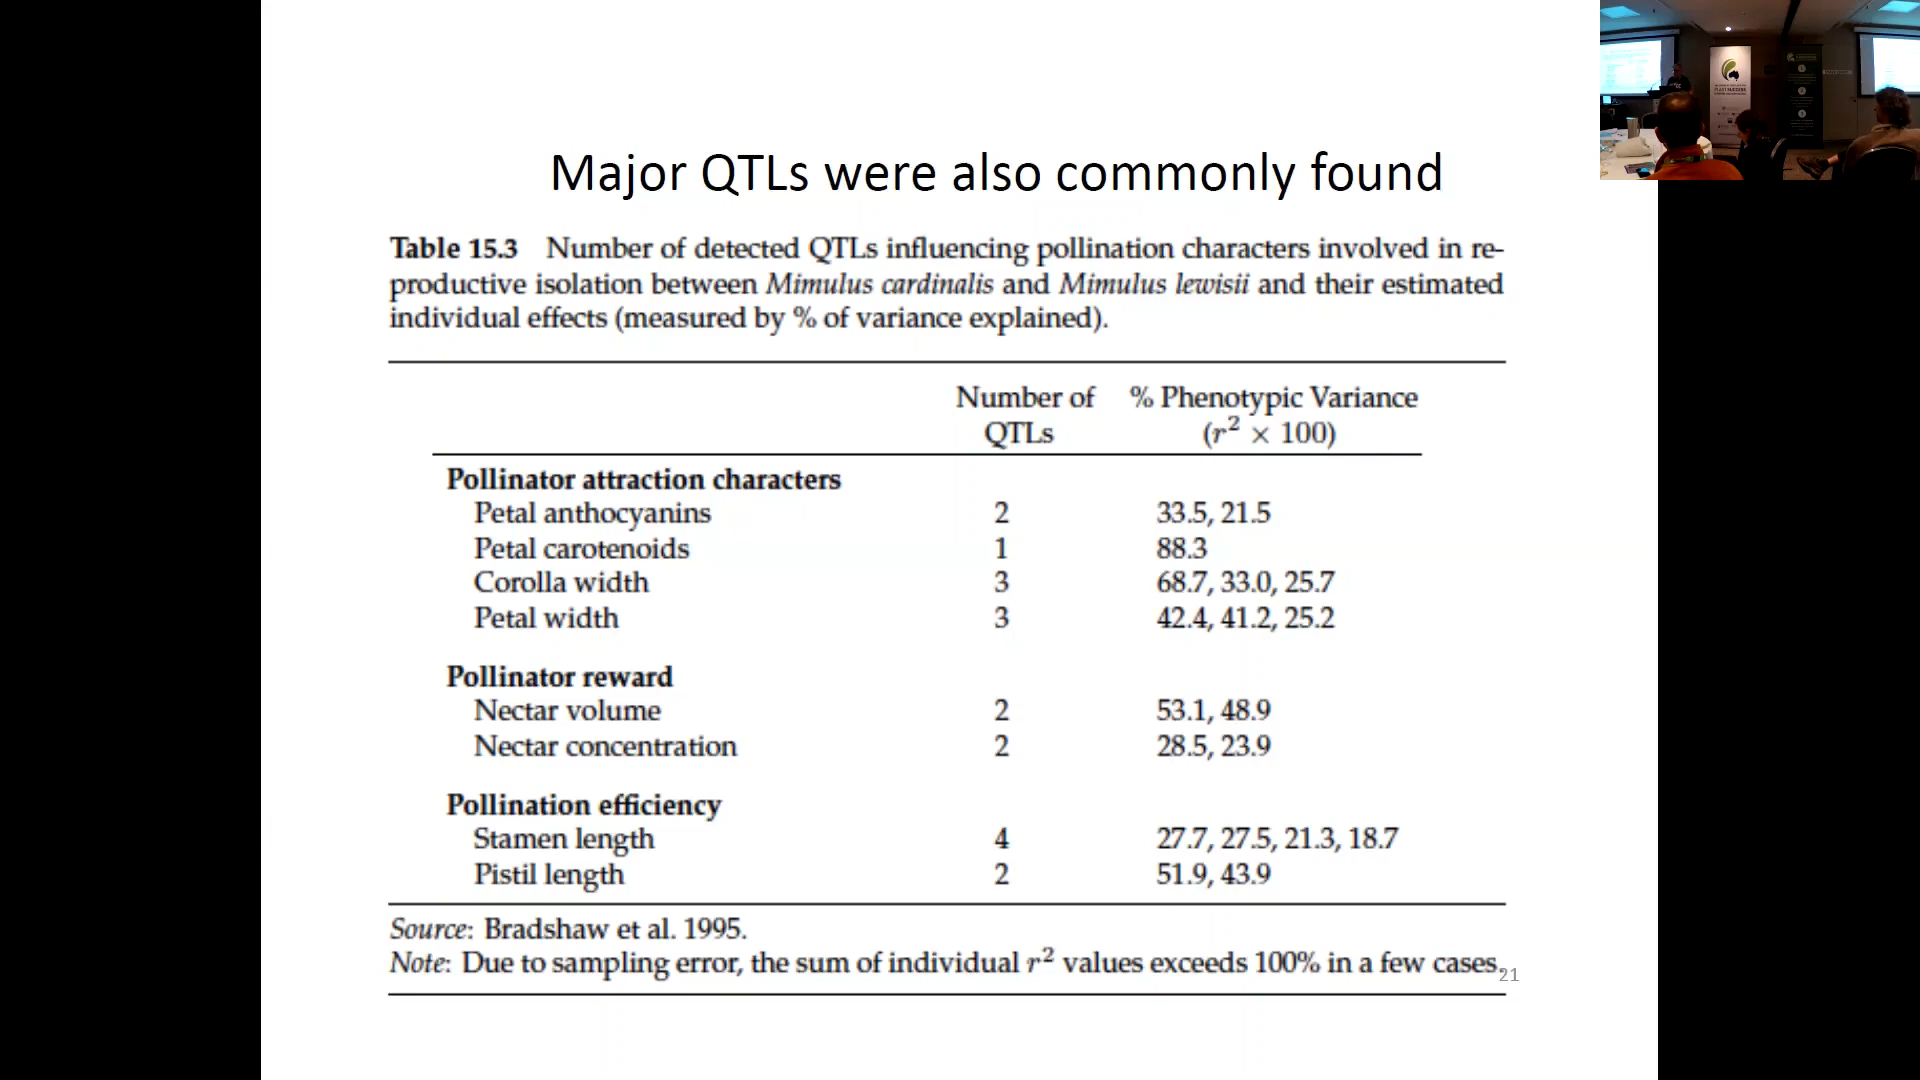 Major QTLs were also commonly found
Table 15.3 Number of detected QTLs influencing pollination characters involved in re-
productive isolation between Mimulus cardinalis and Mimulus lewisii and their estimated
individual effects (measured by % of variance explained).
Number of % Phenotypic Variance
QTLs (r² × 100)
Pollinator attraction characters
Petal anthocyanins 2 33.5, 21.5
Petal carotenoids 1 88.3
Corolla width 3 68.7, 33.0, 25.7
Petal width 3 42.4, 41.2, 25.2
Pollinator reward
Nectar volume 2 53.1, 48.9
Nectar concentration 2 28.5, 23.9
Pollination efficiency
Stamen length 4 27.7, 27.5, 21.3, 18.7
Pistil length 2 51.9, 43.9
Source: Bradshaw et al. 1995.
Note: Due to sampling error, the sum of individual r² values exceeds 100% in a few cases.
21
PLANT SUCCESS